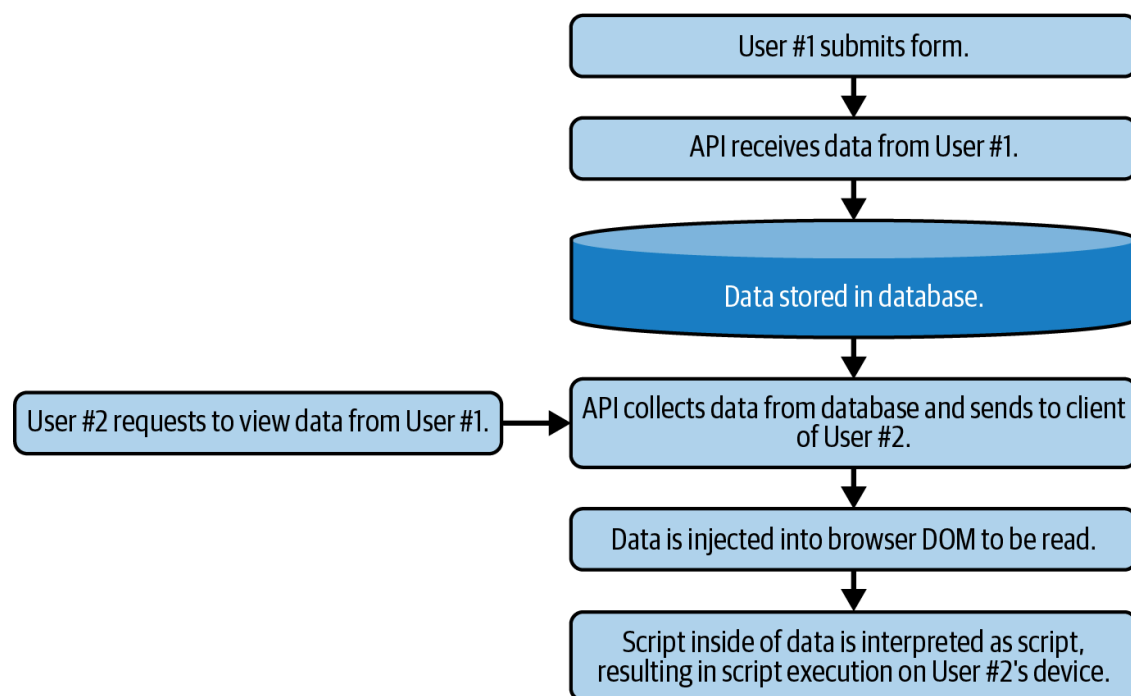 User #1 submits form.
API receives data from User #1.
Data stored in database.
User #2 requests to view data from User #1.
API collects data from database and sends to client
of User #2.
Data is injected into browser DOM to be read.
Script inside of data is interpreted as script,
resulting in script execution on User #2's device.